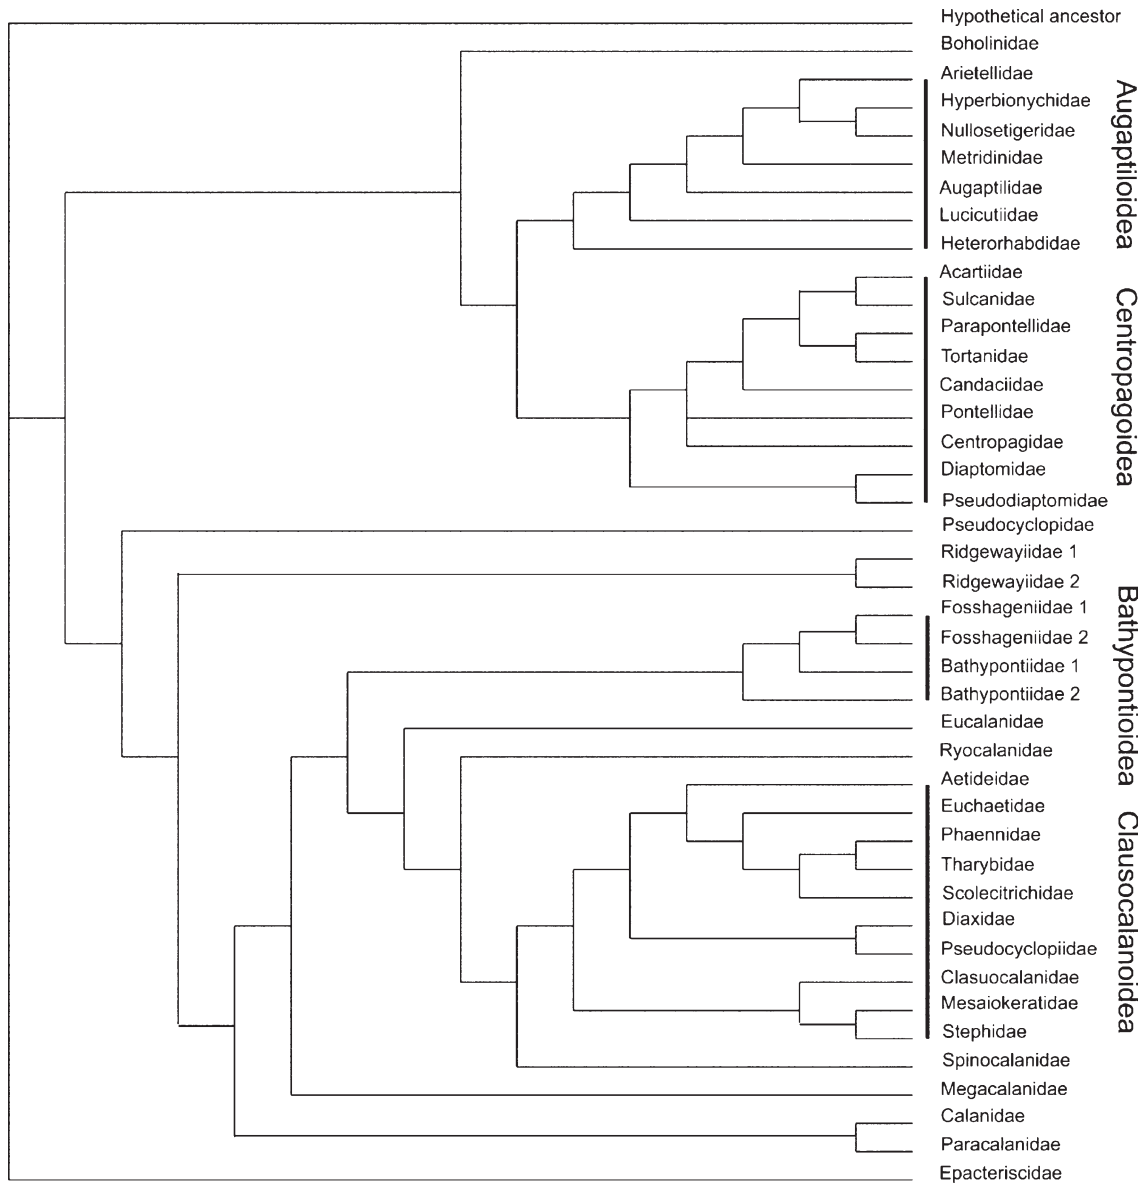 Hypothetical ancestor
Boholinidae
Arietellidae
Hyperbionychidae
Nullosetigeridae
Metridinidae
Augaptilidae
Lucicutiidae
Heterorhabdidae
Augaptiloidea
Acartiidae
Sulcanidae
Parapontellidae
Tortanidae
Candaciidae
Pontellidae
Centropagidae
Diaptomidae
Pseudodiaptomidae
Centropagoidea
Pseudocyclopidae
Ridgewayiidae 1
Ridgewayiidae 2
Fosshageniidae 1
Fosshageniidae 2
Bathypontiidae 1
Bathypontiidae 2
Bathypontioidea
Eucalanidae
Ryocalanidae
Aetideidae
Euchaetidae
Phaennidae
Tharybidae
Scolecitrichidae
Diaxidae
Pseudocyclopiidae
Clasuocalanidae
Mesaiokeratidae
Stephidae
Clausocalanoidea
Spinocalanidae
Megacalanidae
Calanidae
Paracalanidae
Epacteriscidae